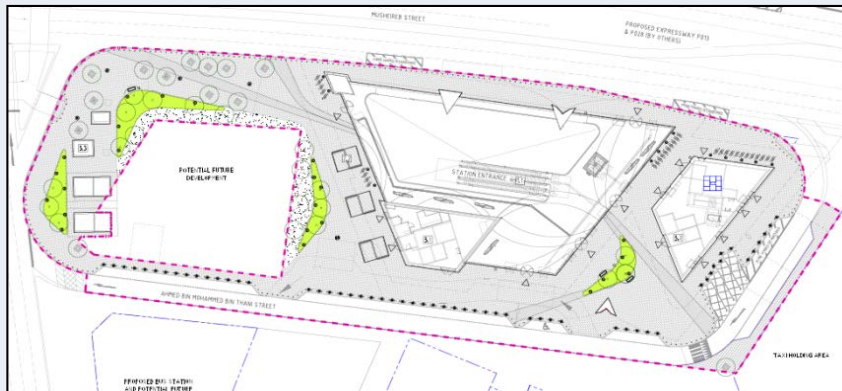 MUSHEIREB STREET
PROPOSED EXPRESSWAY P013
& P028 (BY OTHERS)
POTENTIAL FUTURE
DEVELOPMENT
STATION ENTRANCE
AHMED BIN MOHAMMED BIN THANI STREET
TAXI HOLDING AREA
PROPOSED BUS STATION
AND POTENTIAL FUTURE